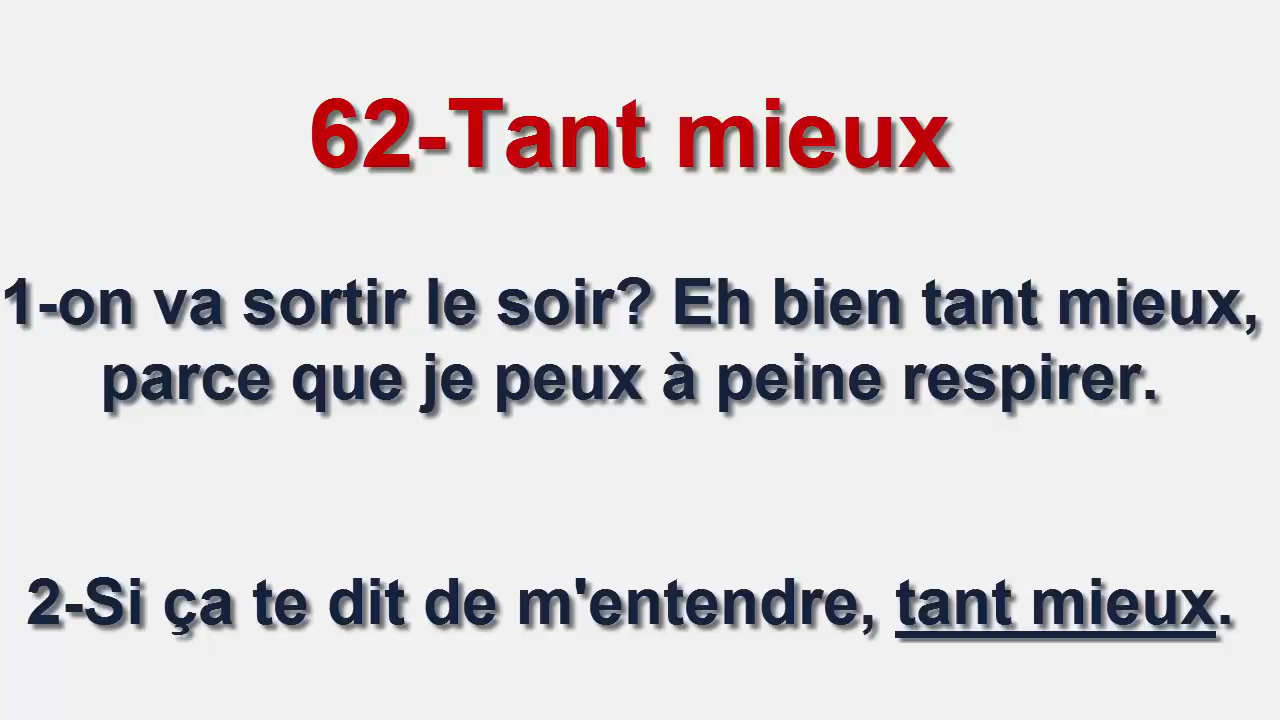 62-Tant mieux
1-on va sortir le soir? Eh bien tant mieux,
parce que je peux à peine respirer.
2-Si ça te dit de m'entendre, tant mieux.